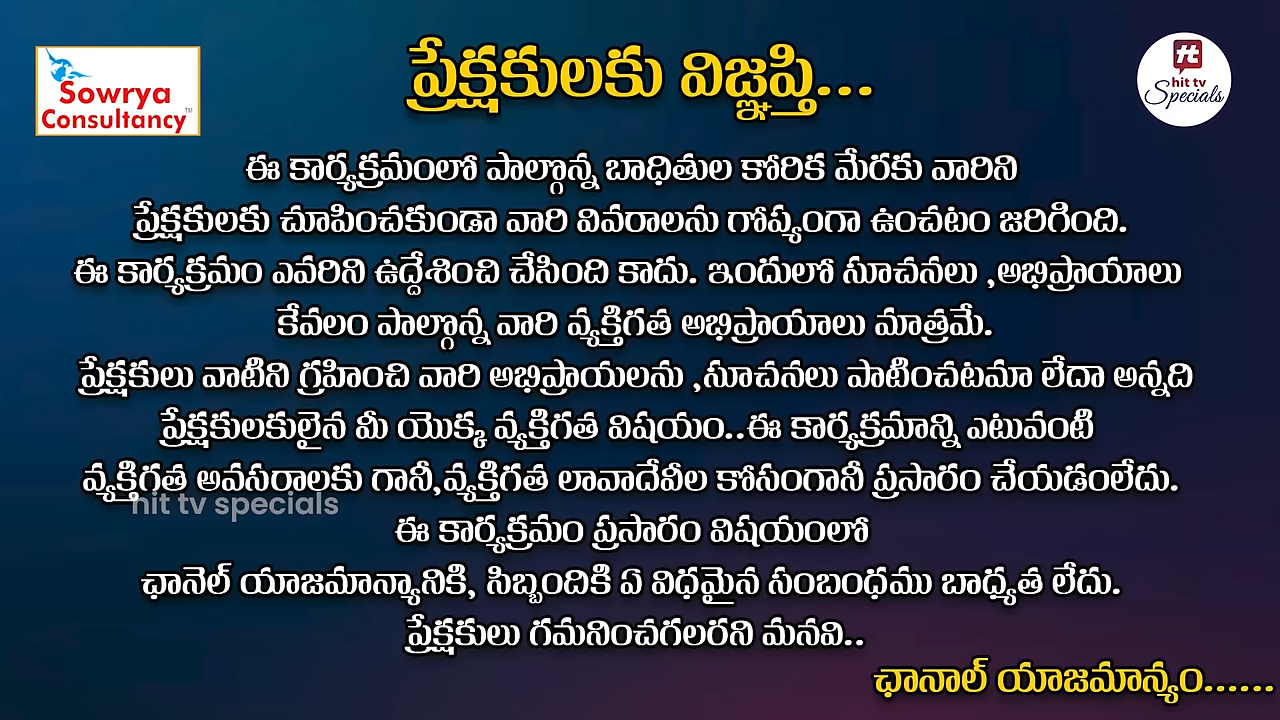 Sowrya
Consultancy
TM
ప్రేక్షకులకు విజ్ఞప్తి...
hit tv
Specials
ఈ కార్యక్రమంలో పాల్గొన్న బాధితుల కోరిక మేరకు వారిని
ప్రేక్షకులకు చూపించకుండా వారి వివరాలను గోప్యంగా ఉంచటం జరిగింది.
ఈ కార్యక్రమం ఎవరిని ఉద్దేశించి చేసింది కాదు. ఇందులో సూచనలు ,అభిప్రాయాలు
కేవలం పాల్గొన్న వారి వ్యక్తిగత అభిప్రాయాలు మాత్రమే.
ప్రేక్షకులు వాటిని గ్రహించి వారి అభిప్రాయలను ,సూచనలు పాటించటమా లేదా అన్నది
ప్రేక్షకులకులైన మీ యొక్క వ్యక్తిగత విషయం..ఈ కార్యక్రమాన్ని ఎటువంటి
వ్యక్తిగత అవసరాలకు గానీ,వ్యక్తిగత లావాదేవీల కోసంగానీ ప్రసారం చేయడంలేదు.
hit tv specials
ఈ కార్యక్రమం ప్రసారం విషయంలో
ఛానెల్ యాజమాన్యానికి, సిబ్బందికి ఏ విధమైన సంబంధము బాధ్యత లేదు.
ప్రేక్షకులు గమనించగలరని మనవి..
ఛానాల్ యాజమాన్యం......